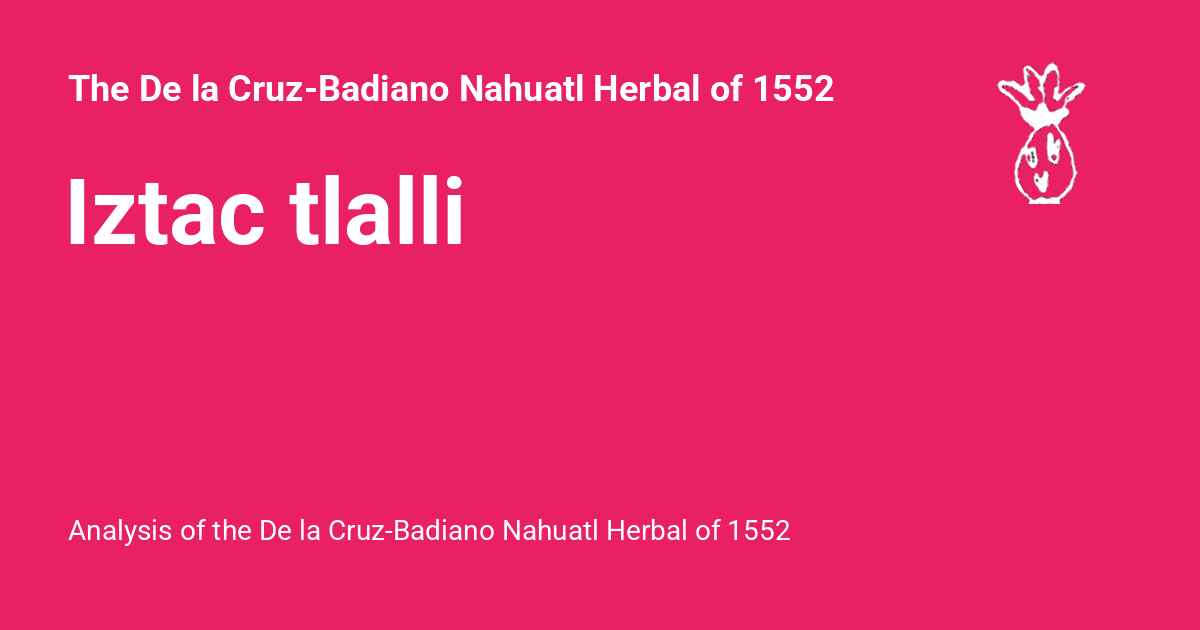 The De la Cruz-Badiano Nahuatl Herbal of 1552
Iztac tlalli
Analysis of the De la Cruz-Badiano Nahuatl Herbal of 1552